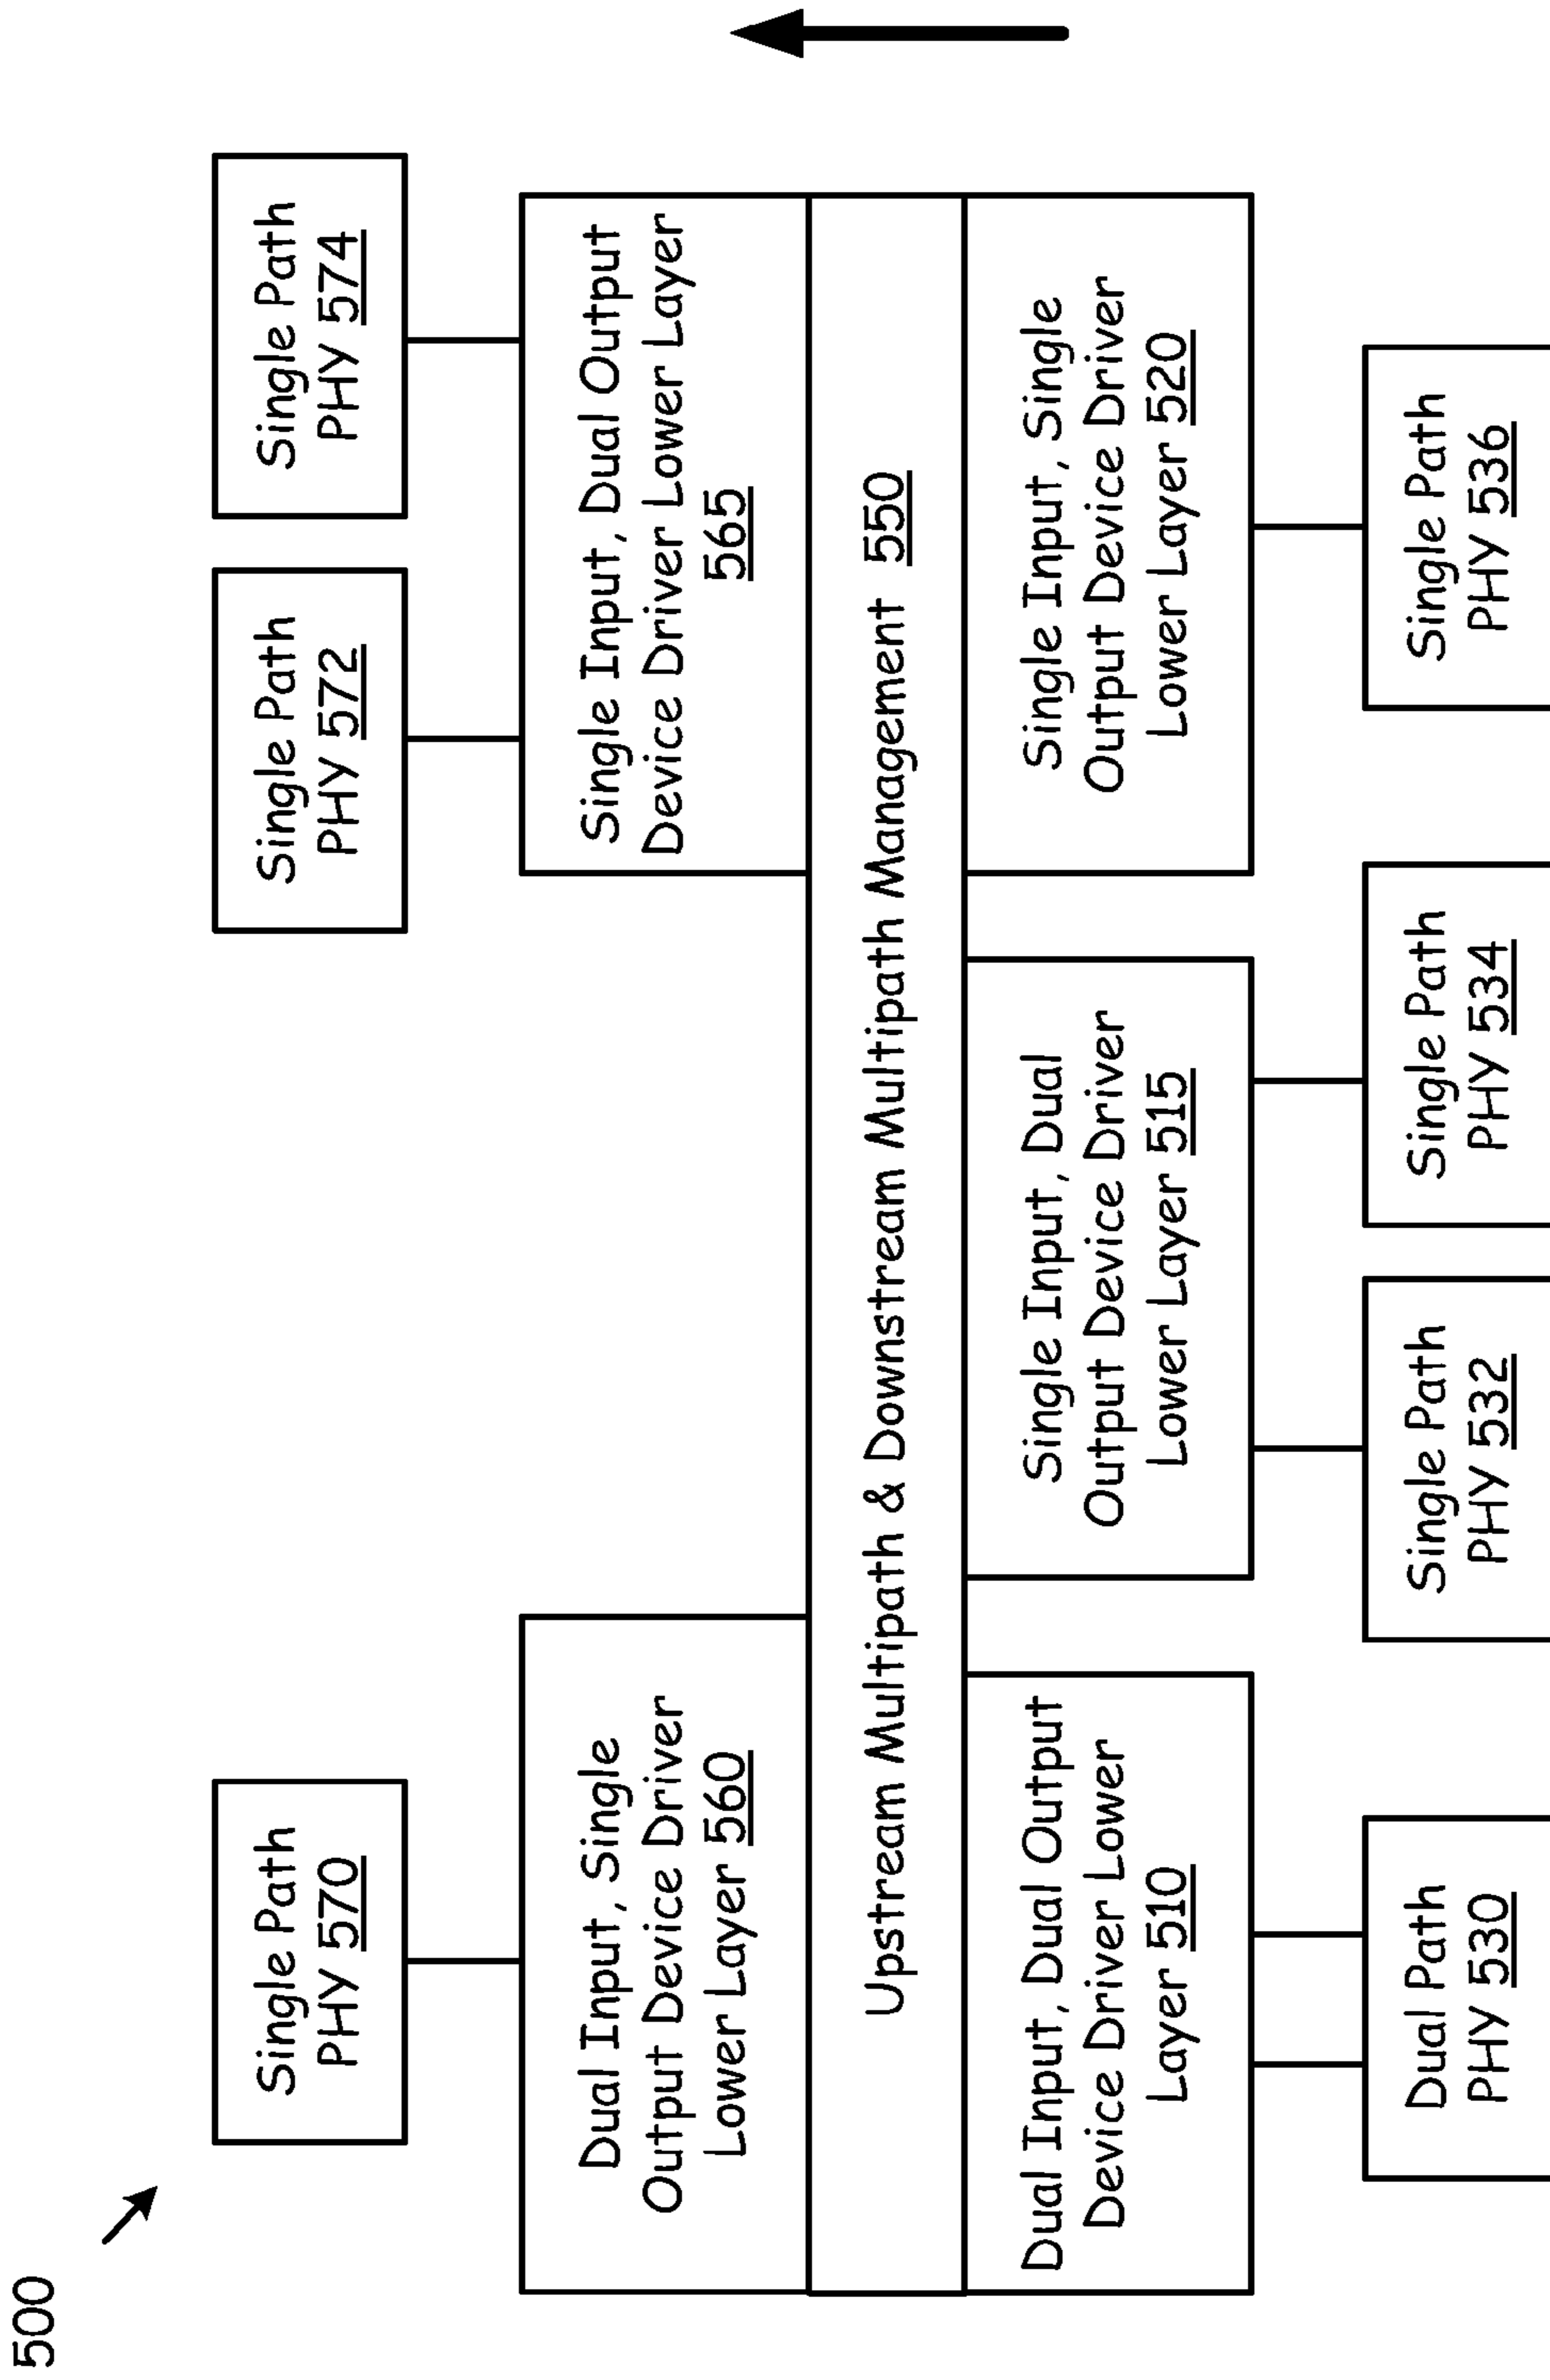 500
Single Path
PHY 570
Single Path
PHY 572
Single Path
PHY 574
Dual Input, Single
Output Device Driver
Lower Layer 560
Single Input, Dual Output
Device Driver Lower Layer
565
Upstream Multipath & Downstream Multipath Management 550
Dual Input, Dual Output
Device Driver Lower
Layer 510
Single Input, Dual
Output Device Driver
Lower Layer 515
Single Input, Single
Output Device Driver
Lower Layer 520
Dual Path
PHY 530
Single Path
PHY 532
Single Path
PHY 534
Single Path
PHY 536